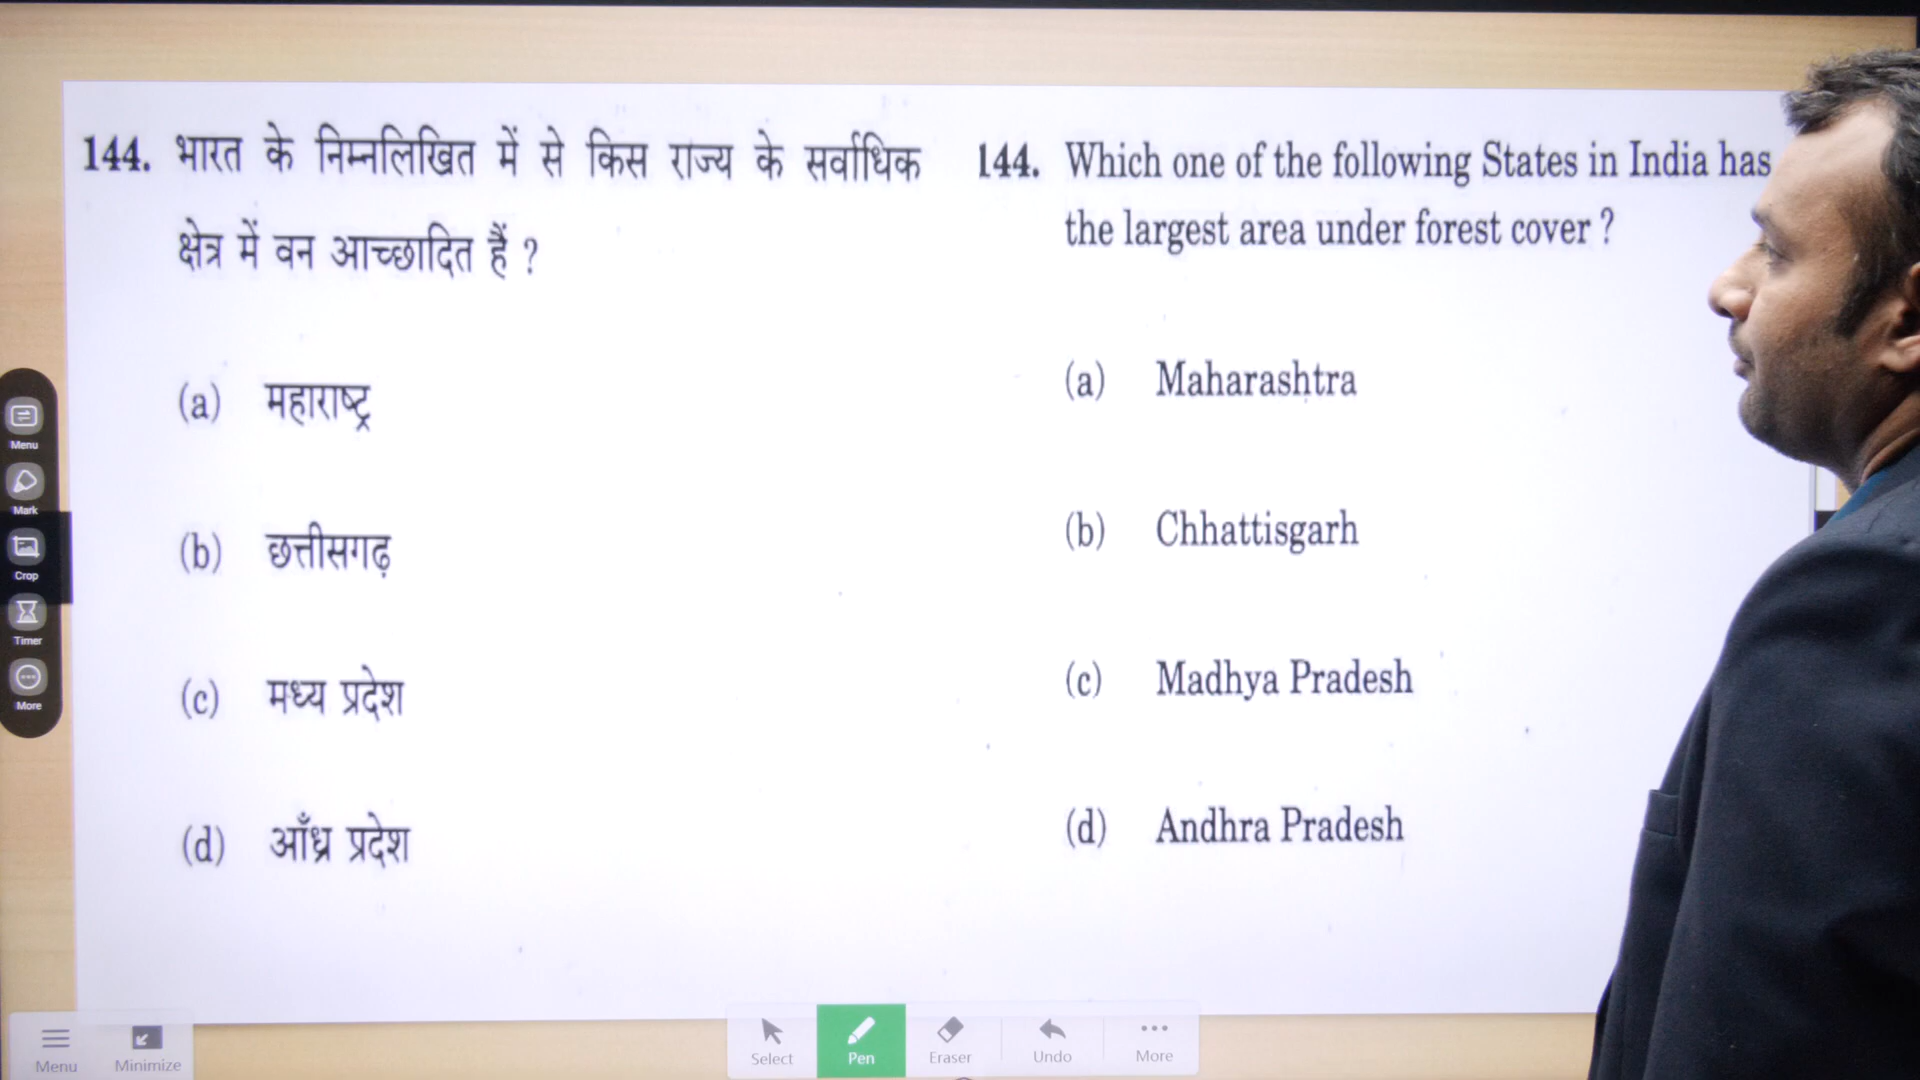 144. भारत के निम्नलिखित में से किस राज्य के सर्वाधिक
क्षेत्र में वन आच्छादित हैं ?
(a) महाराष्ट्र
(b) छत्तीसगढ़
(c) मध्य प्रदेश
(d) आँध्र प्रदेश
144. Which one of the following States in India has
the largest area under forest cover ?
(a) Maharashtra
(b) Chhattisgarh
(c) Madhya Pradesh
(d) Andhra Pradesh
Menu
Mark
Crop
Timer
More
Menu
Minimize
Select
Pen
Eraser
Undo
More